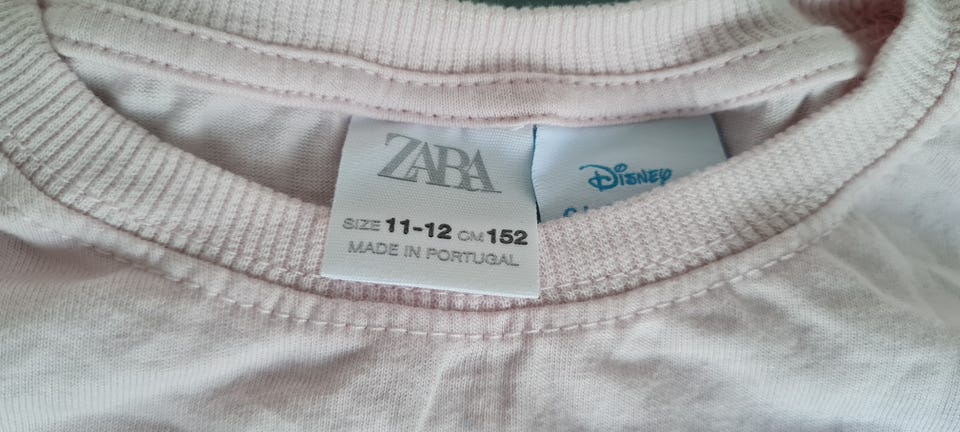 ZARA
SIZE 11-12 CM 152
MADE IN PORTUGAL
Disney